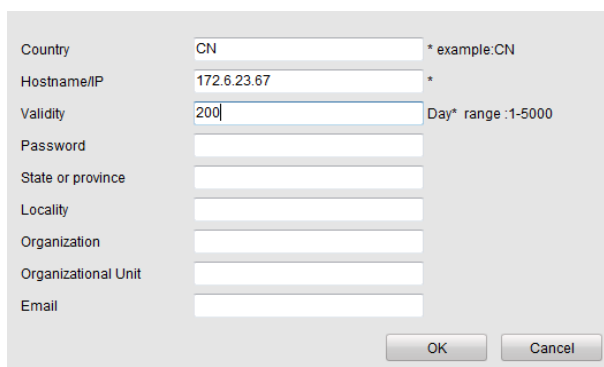 Country CN * example:CN
Hostname/IP 172.6.23.67 *
Validity 200 Day* range :1-5000
Password
State or province
Locality
Organization
Organizational Unit
Email
OK Cancel